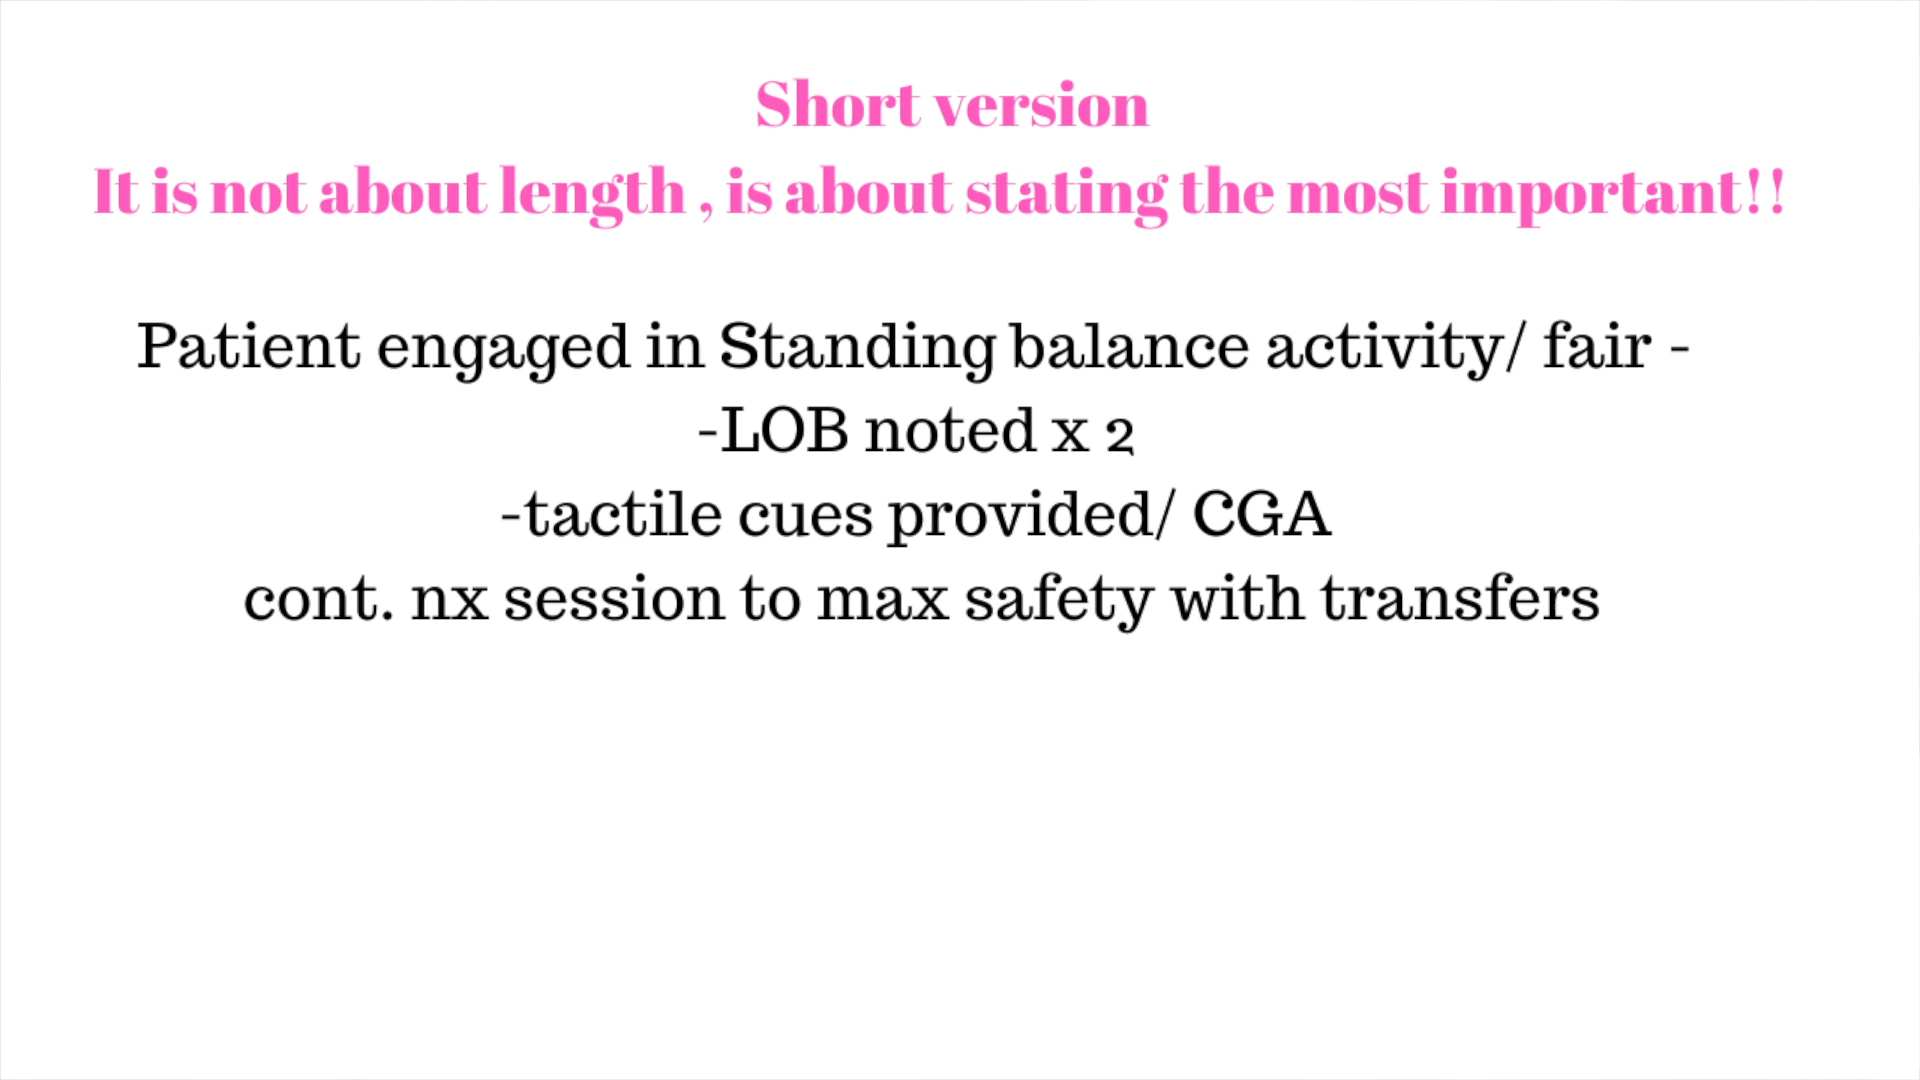 Short version
It is not about length , is about stating the most important!!
Patient engaged in Standing balance activity/ fair -
-LOB noted x 2
-tactile cues provided/ CGA
cont. nx session to max safety with transfers